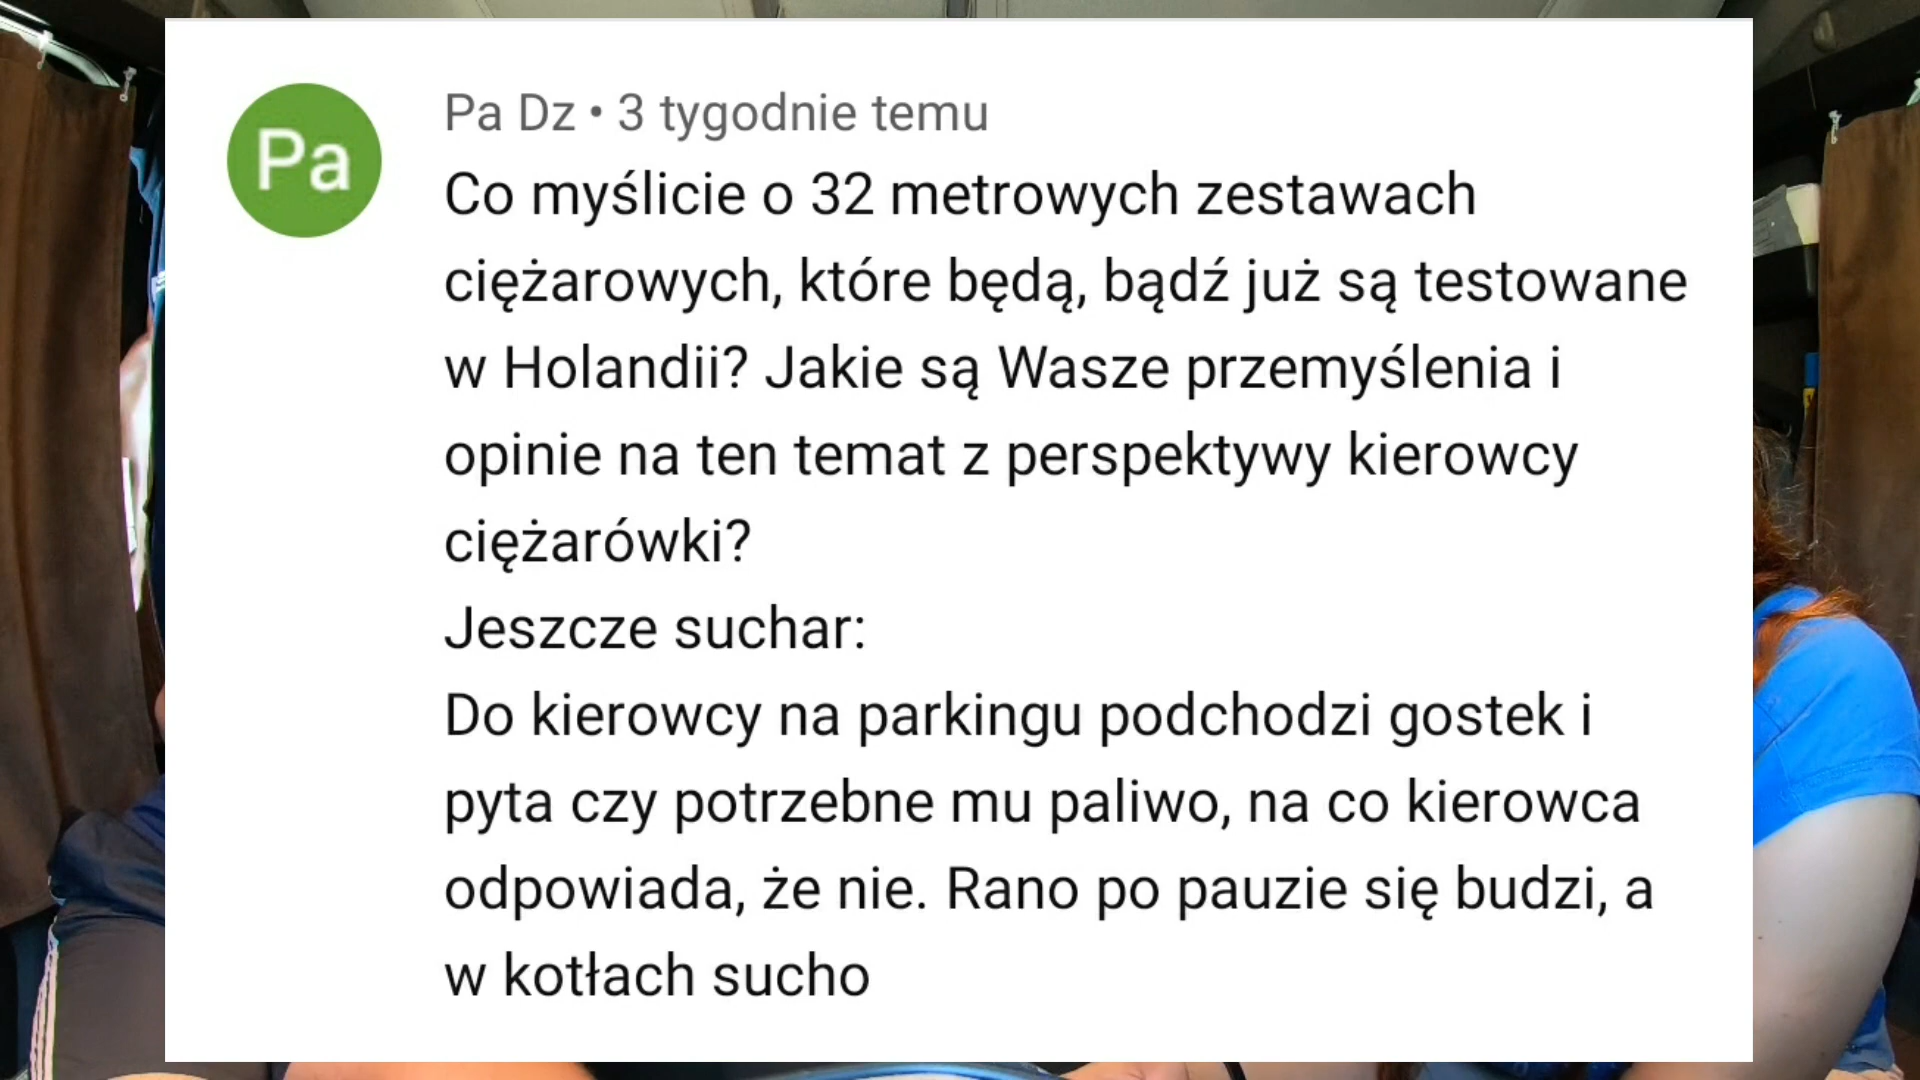 Pa
Pa Dz • 3 tygodnie temu
Co myślicie o 32 metrowych zestawach
ciężarowych, które będą, bądź już są testowane
w Holandii? Jakie są Wasze przemyślenia i
opinie na ten temat z perspektywy kierowcy
ciężarówki?
Jeszcze suchar:
Do kierowcy na parkingu podchodzi gostek i
pyta czy potrzebne mu paliwo, na co kierowca
odpowiada, że nie. Rano po pauzie się budzi, a
w kotłach sucho